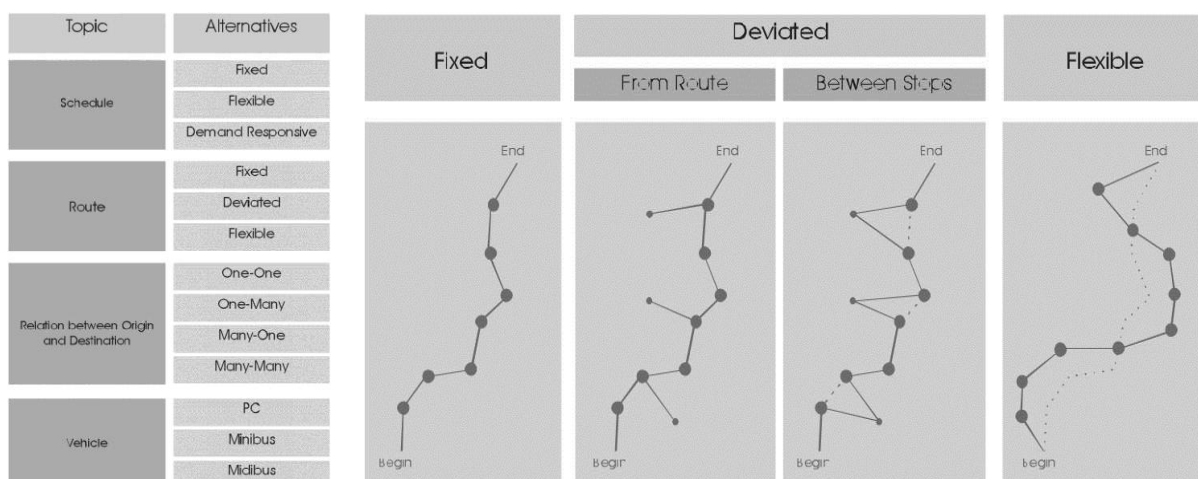 Topic
Alternatives
Schedule
Fixed
Flexible
Demand Responsive
Route
Fixed
Deviated
Flexible
Relation between Origin
and Destination
One-One
One-Many
Many-One
Many-Many
Vehicle
PC
Minibus
Midibus
Fixed
Deviated
From Route
Between Stops
Flexible
End
Begin
End
Begin
End
Begin
End
Begin